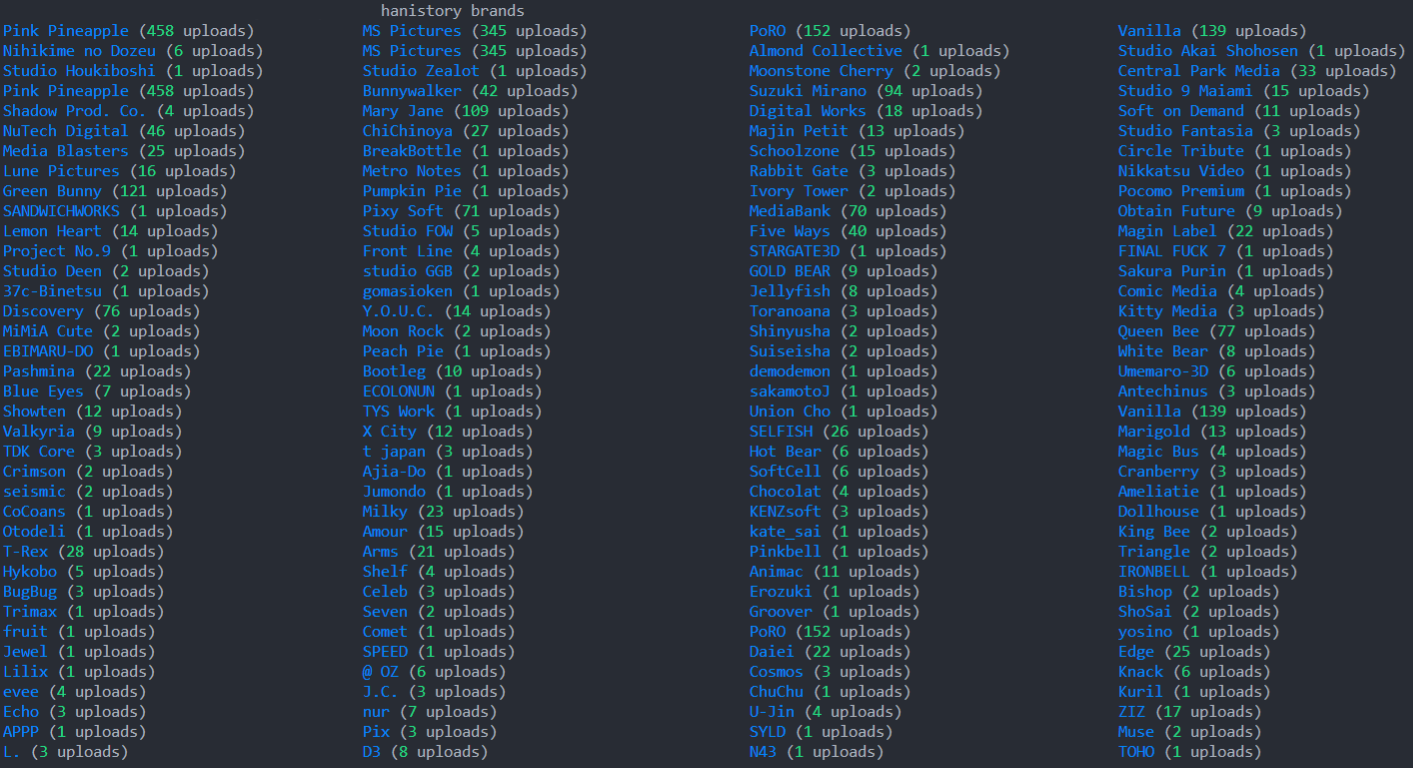 hanistory brands
Pink Pineapple (458 uploads) MS Pictures (345 uploads) PoRO (152 uploads) Vanilla (139 uploads)
Nihikime no Dozeu (6 uploads) MS Pictures (345 uploads) Almond Collective (1 uploads) Studio Akai Shohosen (1 uploads)
Studio Houkiboshi (1 uploads) Studio Zealot (1 uploads) Moonstone Cherry (2 uploads) Central Park Media (33 uploads)
Pink Pineapple (458 uploads) Bunnywalker (42 uploads) Suzuki Mirano (94 uploads) Studio 9 Maiami (15 uploads)
Shadow Prod. Co. (4 uploads) Mary Jane (109 uploads) Digital Works (18 uploads) Soft on Demand (11 uploads)
NuTech Digital (46 uploads) ChiChinoya (27 uploads) Majin Petit (13 uploads) Studio Fantasia (3 uploads)
Media Blasters (25 uploads) BreakBottle (1 uploads) Schoolzone (15 uploads) Circle Tribute (1 uploads)
Lune Pictures (16 uploads) Metro Notes (1 uploads) Rabbit Gate (3 uploads) Nikkatsu Video (1 uploads)
Green Bunny (121 uploads) Pumpkin Pie (1 uploads) Ivory Tower (2 uploads) Pocomo Premium (1 uploads)
SANDWICHWORKS (1 uploads) Pixy Soft (71 uploads) MediaBank (70 uploads) Obtain Future (9 uploads)
Lemon Heart (14 uploads) Studio FOW (5 uploads) Five Ways (40 uploads) Magin Label (22 uploads)
Project No.9 (1 uploads) Front Line (4 uploads) STARGATE3D (1 uploads) FINAL FUCK 7 (1 uploads)
Studio Deen (2 uploads) studio GGB (2 uploads) GOLD BEAR (9 uploads) Sakura Purin (1 uploads)
37c-Binetsu (1 uploads) gomasioken (1 uploads) Jellyfish (8 uploads) Comic Media (4 uploads)
Discovery (76 uploads) Y.O.U.C. (14 uploads) Toranoana (3 uploads) Kitty Media (3 uploads)
MiMiA Cute (2 uploads) Moon Rock (2 uploads) Shinyusha (2 uploads) Queen Bee (77 uploads)
EBIMARU-DO (1 uploads) Peach Pie (1 uploads) Suiseisha (2 uploads) White Bear (8 uploads)
Pashmina (22 uploads) Bootleg (10 uploads) demodemon (1 uploads) Umemaro-3D (6 uploads)
Blue Eyes (7 uploads) ECOLONUN (1 uploads) sakamotoJ (1 uploads) Antechinus (3 uploads)
Showten (12 uploads) TYS Work (1 uploads) Union Cho (1 uploads) Vanilla (139 uploads)
Valkyria (9 uploads) X City (12 uploads) SELFISH (26 uploads) Marigold (13 uploads)
TDK Core (3 uploads) t japan (3 uploads) Hot Bear (6 uploads) Magic Bus (4 uploads)
Crimson (2 uploads) Ajia-Do (1 uploads) SoftCell (6 uploads) Cranberry (3 uploads)
seismic (2 uploads) Jumondo (1 uploads) Chocolat (4 uploads) Ameliatie (1 uploads)
CoCoans (1 uploads) Milky (23 uploads) KENZsoft (3 uploads) Dollhouse (1 uploads)
Otodeli (1 uploads) Amour (15 uploads) kate_sai (1 uploads) King Bee (2 uploads)
T-Rex (28 uploads) Arms (21 uploads) Pinkbell (1 uploads) Triangle (2 uploads)
Hykobo (5 uploads) Shelf (4 uploads) Animac (11 uploads) IRONBELL (1 uploads)
BugBug (3 uploads) Celeb (3 uploads) Erozuki (1 uploads) Bishop (2 uploads)
Trimax (1 uploads) Seven (2 uploads) Groover (1 uploads) ShoSai (2 uploads)
fruit (1 uploads) Comet (1 uploads) PoRO (152 uploads) yosino (1 uploads)
Jewel (1 uploads) SPEED (1 uploads) Daiei (22 uploads) Edge (25 uploads)
Lilix (1 uploads) @ OZ (6 uploads) Cosmos (3 uploads) Knack (6 uploads)
evee (4 uploads) J.C. (3 uploads) ChuChu (1 uploads) Kuril (1 uploads)
Echo (3 uploads) nur (7 uploads) U-Jin (4 uploads) ZIZ (17 uploads)
APPP (1 uploads) Pix (3 uploads) SYLD (1 uploads) Muse (2 uploads)
L. (3 uploads) D3 (8 uploads) N43 (1 uploads) TOHO (1 uploads)